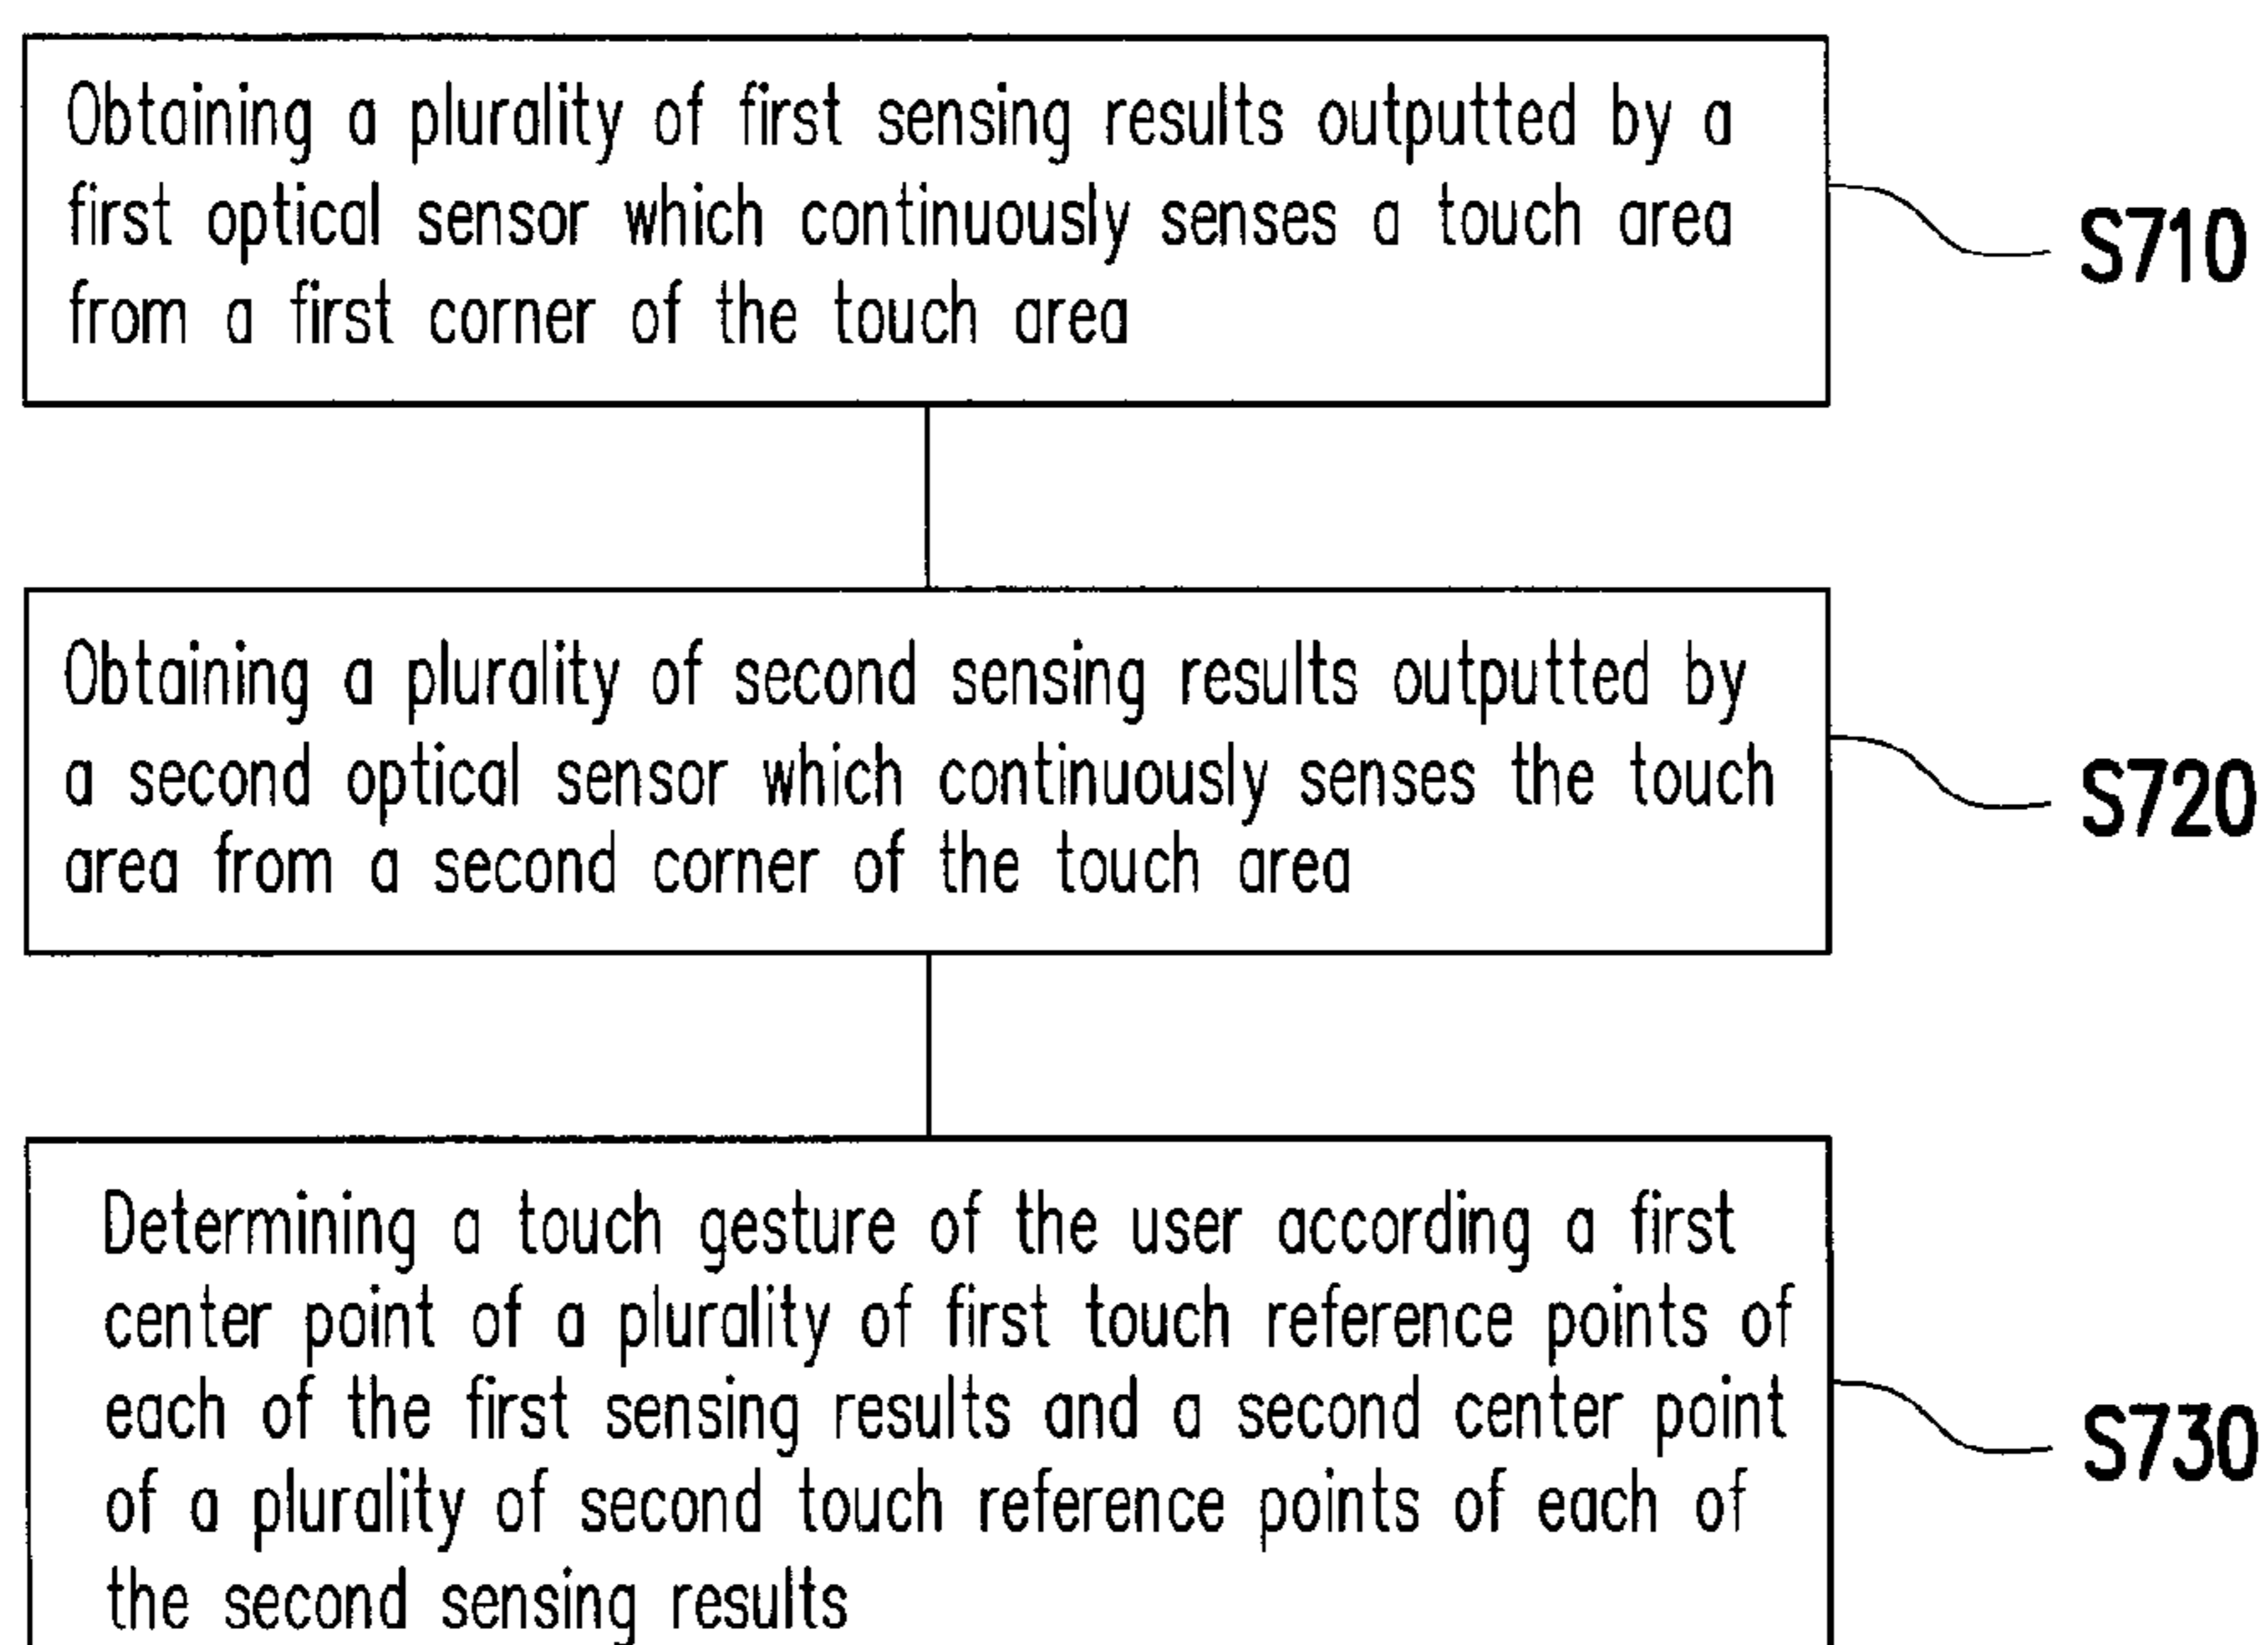 Obtaining a plurality of first sensing results outputted by a
first optical sensor which continuously senses a touch area
from a first corner of the touch area
S710
Obtaining a plurality of second sensing results outputted by
a second optical sensor which continuously senses the touch
area from a second corner of the touch area
S720
Determining a touch gesture of the user according a first
center point of a plurality of first touch reference points of
each of the first sensing results and a second center point
of a plurality of second touch reference points of each of
the second sensing results
S730